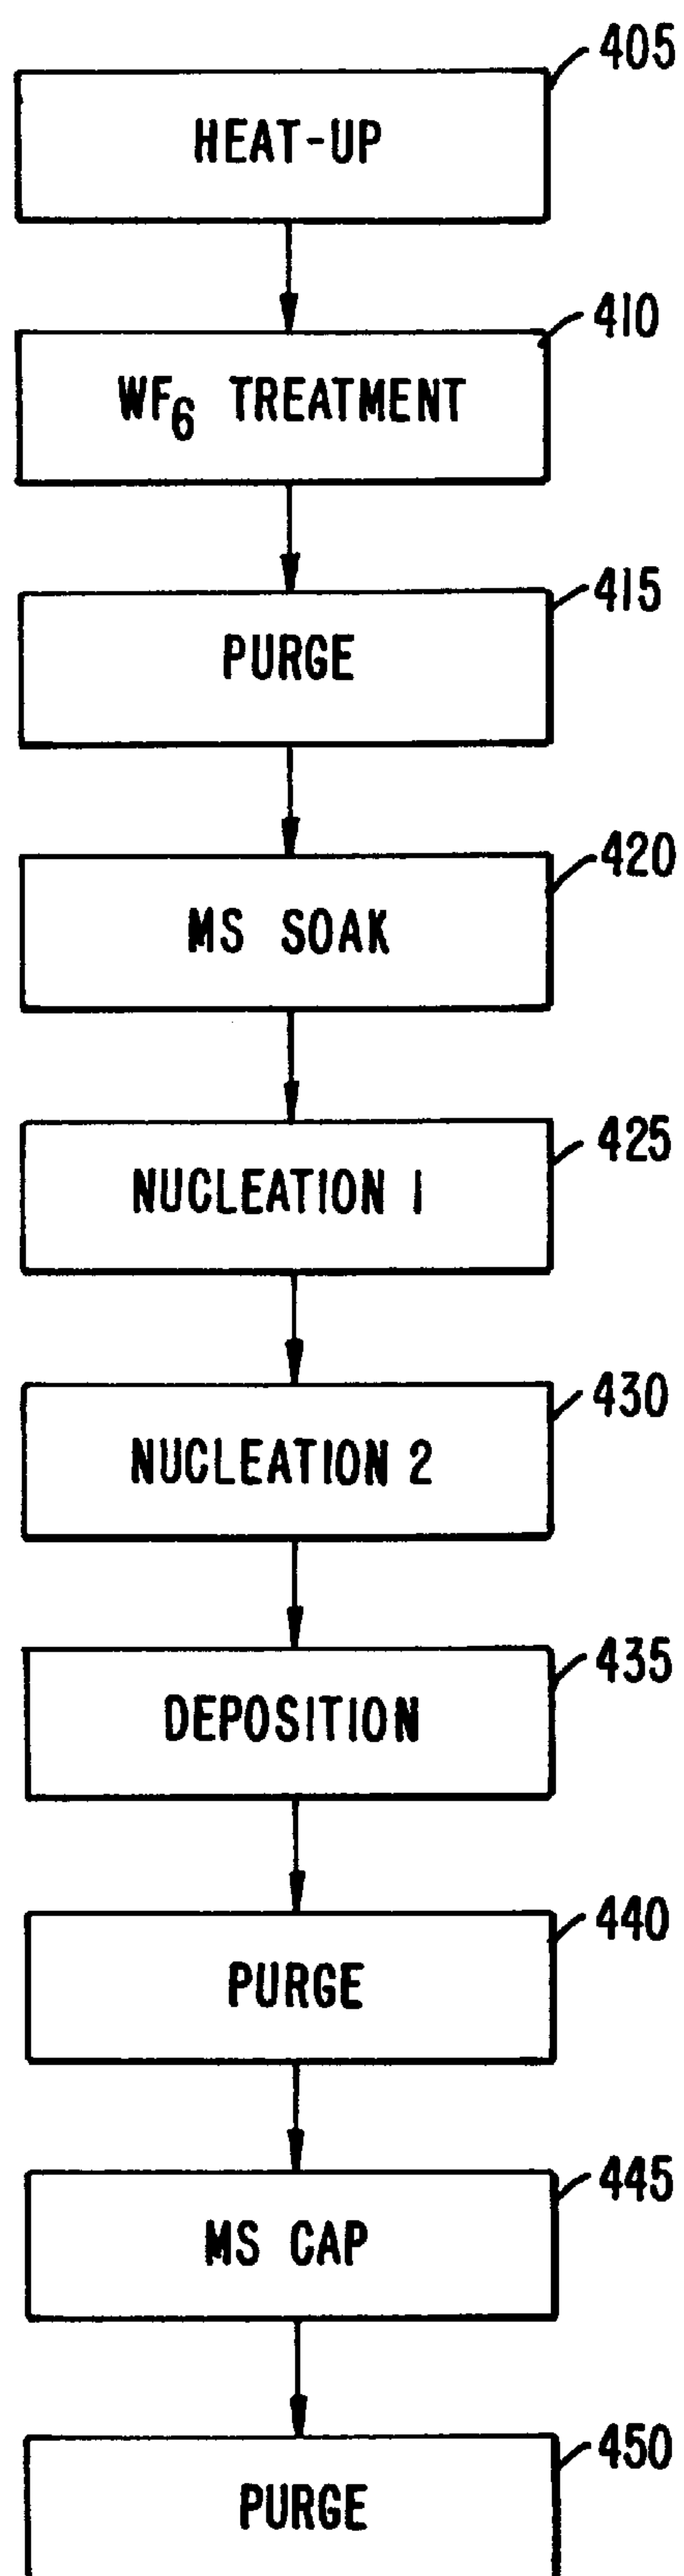 405
HEAT-UP
410
WF6 TREATMENT
415
PURGE
420
MS SOAK
425
NUCLEATION 1
430
NUCLEATION 2
435
DEPOSITION
440
PURGE
445
MS CAP
450
PURGE